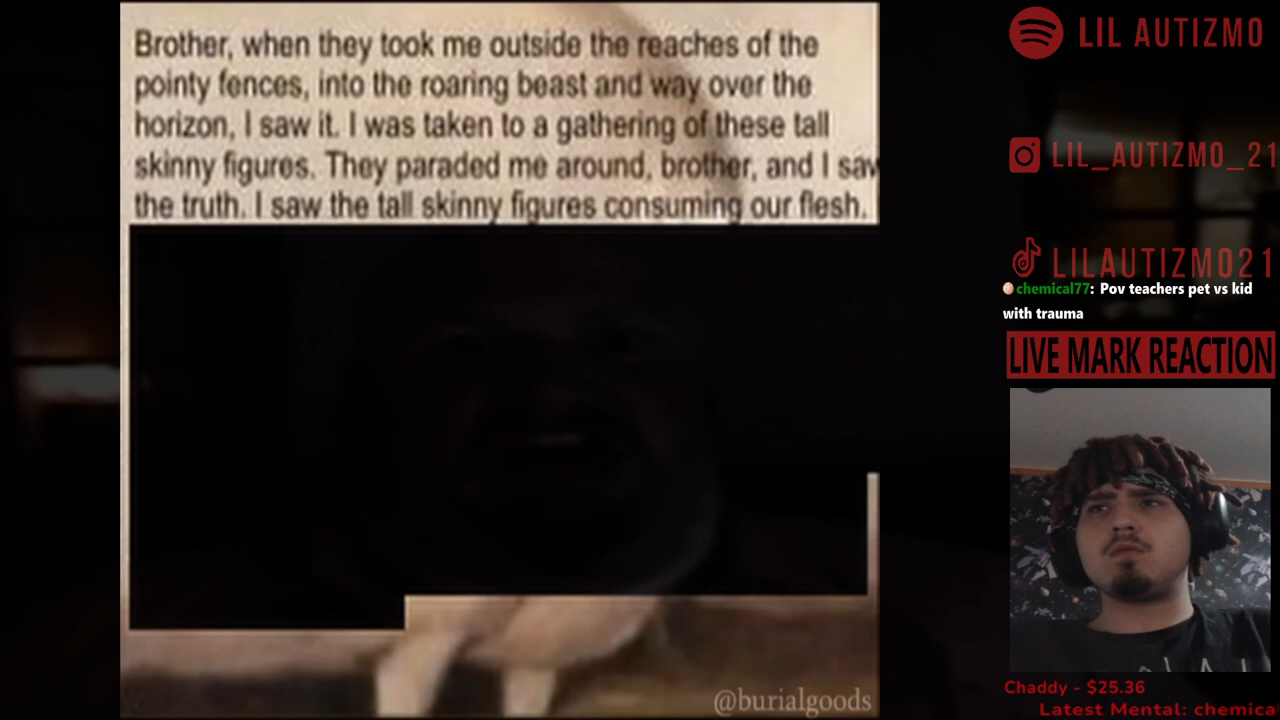 Brother, when they took me outside the reaches of the
pointy fences, into the roaring beast and way over the
horizon, I saw it. I was taken to a gathering of these tall
skinny figures. They paraded me around, brother, and I saw
the truth. I saw the tall skinny figures consuming our flesh.
@burialgoods
LIL AUTIZMO
LIL_AUTIZMO_21
LILAUTIZMO21
chemical77: Pov teachers pet vs kid
with trauma
LIVE MARK REACTION
Chaddy - $25.36
Latest Mental: chemica